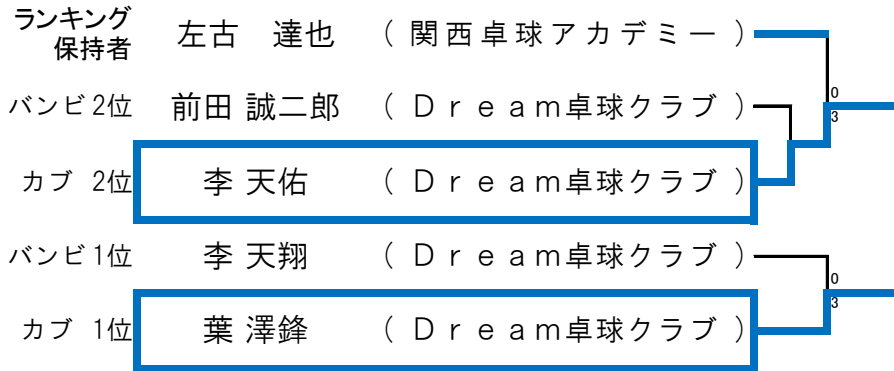 ランキング
保持者 左古 達也 (関西卓球アカデミー)
バンビ2位 前田 誠二郎 (Dream卓球クラブ)
0
3
カブ 2位 李 天佑 (Dream卓球クラブ)
バンビ1位 李 天翔 (Dream卓球クラブ)
0
3
カブ 1位 葉 澤鋒 (Dream卓球クラブ)